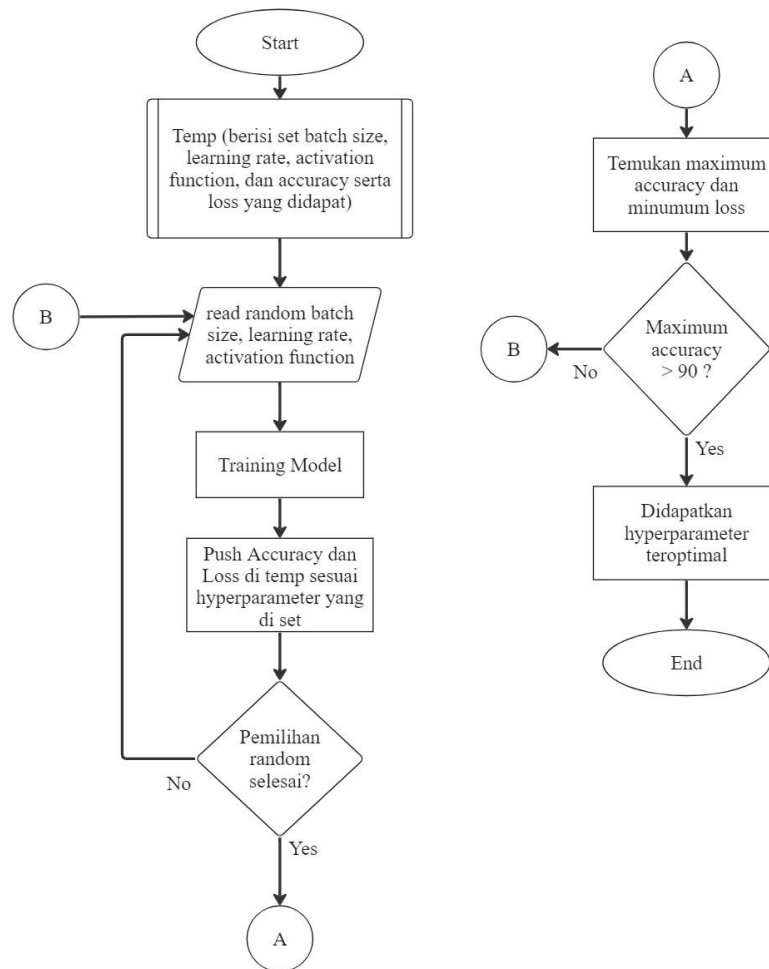 Start
Temp (berisi set batch size,
learning rate, activation
function, dan accuracy serta
loss yang didapat)
B
read random batch
size, learning rate,
activation function
Training Model
Push Accuracy dan
Loss di temp sesuai
hyperparameter yang
di set
Pemilihan
random
selesai?
No
Yes
A
A
Temukan maximum
accuracy dan
minumum loss
Maximum
accuracy
> 90 ?
B
No
Yes
Didapatkan
hyperparameter
teroptimal
End